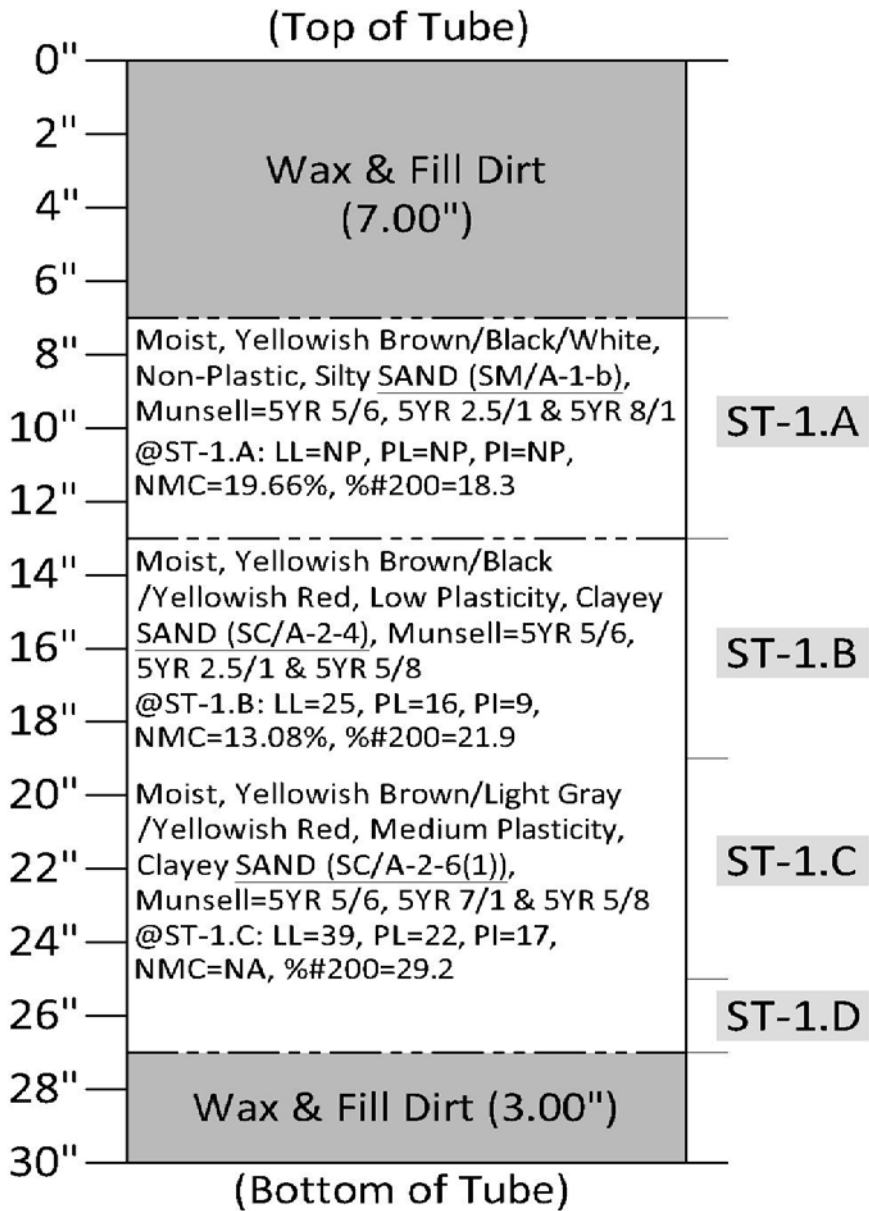 (Top of Tube)
0"
2"
4"
6"
8"
10"
12"
14"
16"
18"
20"
22"
24"
26"
28"
30"
Wax & Fill Dirt
(7.00")
Moist, Yellowish Brown/Black/White,
Non-Plastic, Silty SAND (SM/A-1-b),
Munsell=5YR 5/6, 5YR 2.5/1 & 5YR 8/1
@ST-1.A: LL=NP, PL=NP, PI=NP,
NMC=19.66%, %#200=18.3
ST-1.A
Moist, Yellowish Brown/Black
/Yellowish Red, Low Plasticity, Clayey
SAND (SC/A-2-4), Munsell=5YR 5/6,
5YR 2.5/1 & 5YR 5/8
@ST-1.B: LL=25, PL=16, PI=9,
NMC=13.08%, %#200=21.9
ST-1.B
Moist, Yellowish Brown/Light Gray
/Yellowish Red, Medium Plasticity,
Clayey SAND (SC/A-2-6(1)),
Munsell=5YR 5/6, 5YR 7/1 & 5YR 5/8
@ST-1.C: LL=39, PL=22, PI=17,
NMC=NA, %#200=29.2
ST-1.C
ST-1.D
Wax & Fill Dirt (3.00")
(Bottom of Tube)